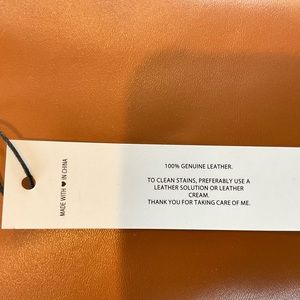 MADE WITH ♥ IN CHINA
100% GENUINE LEATHER.
TO CLEAN STAINS, PREFERABLY USE A
LEATHER SOLUTION OR LEATHER
CREAM.
THANK YOU FOR TAKING CARE OF ME.